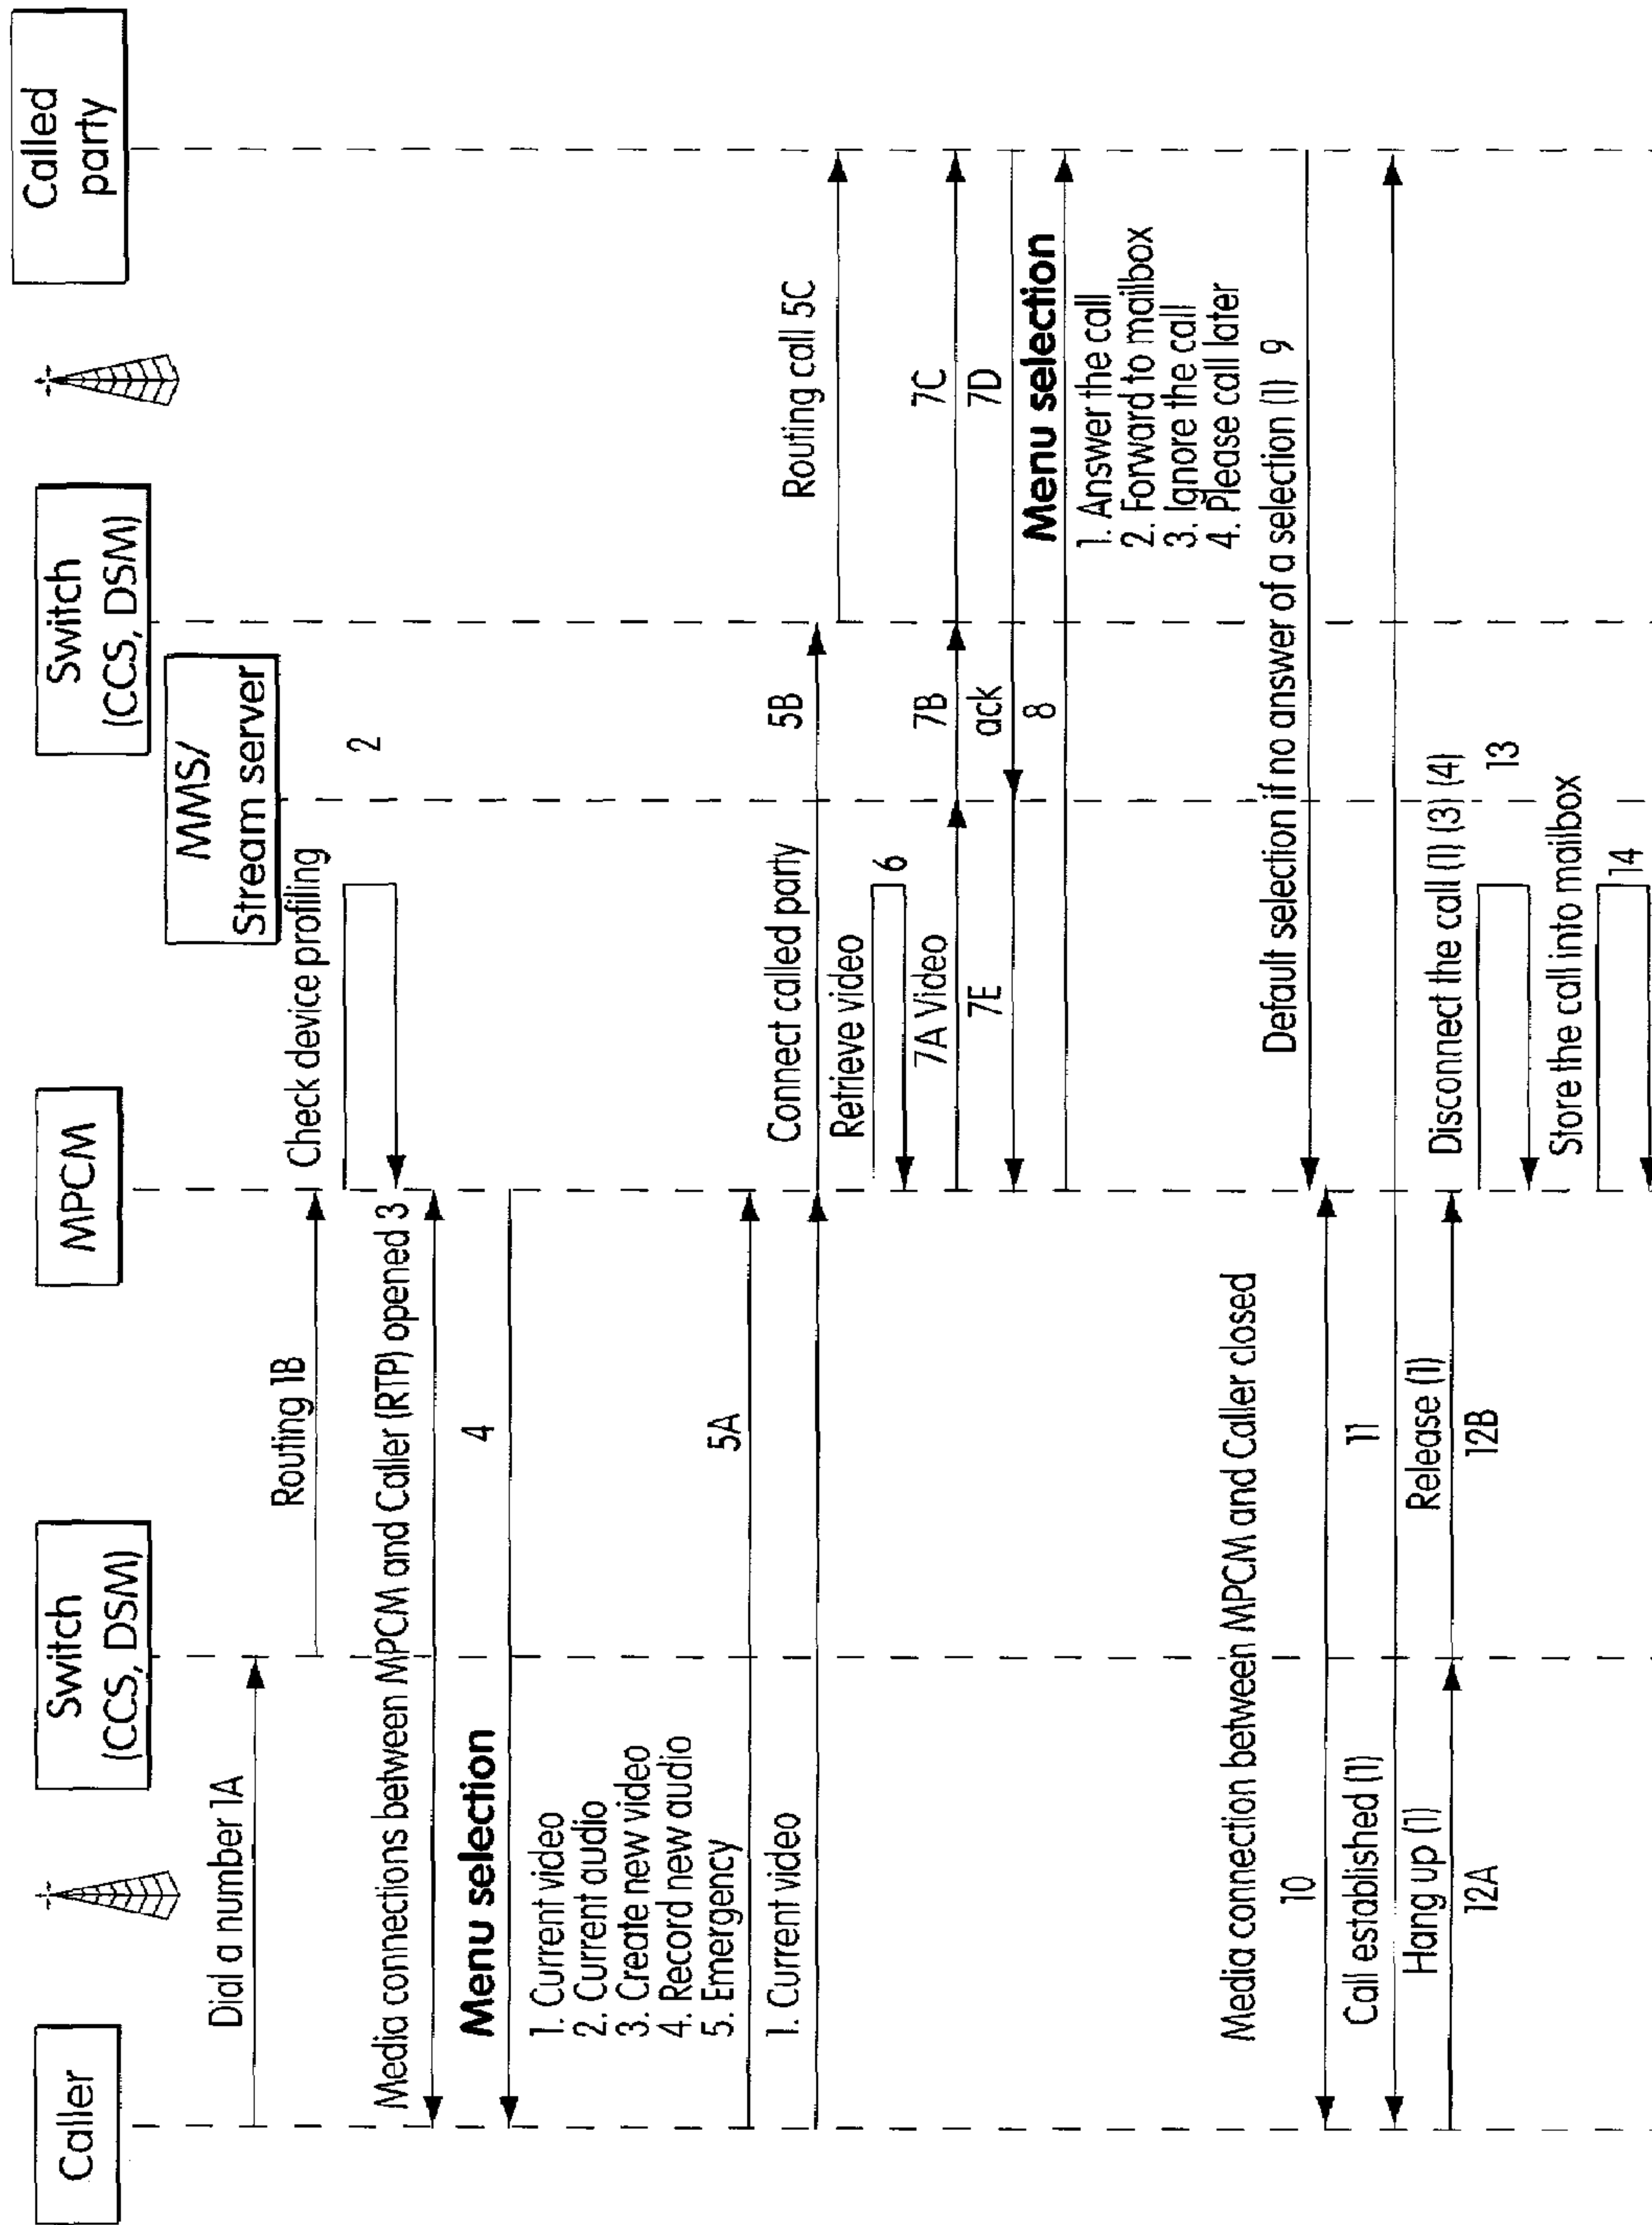 Caller
Switch
(CCS, DSM)
MPCM
MMS/
Stream server
Switch
(CCS, DSM)
Called
party
Dial a number 1A
Routing 1B
Check device profiling
2
Media connections between MPCM and Caller (RTP) opened 3
Menu selection
4
1. Current video
2. Current audio
3. Create new video
4. Record new audio
5. Emergency
5A
1. Current video
Connect called party
5B
Routing call 5C
Retrieve video
6
7A Video
7B
7C
7E
ack
7D
8
Menu selection
1. Answer the call
2. Forward to mailbox
3. Ignore the call
4. Please call later
Default selection if no answer of a selection (1) 9
Media connection between MPCM and Caller closed
10
Call established (1)
11
Hang up (1)
Release (1)
12A
12B
Disconnect the call (1) (3) (4)
13
Store the call into mailbox
14